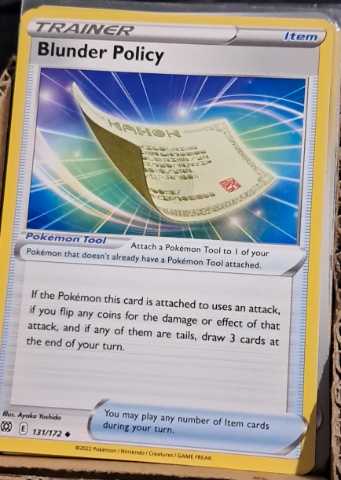 TRAINER
Item
Blunder Policy
Pokémon Tool
Attach a Pokémon Tool to 1 of your
Pokémon that doesn't already have a Pokémon Tool attached.
If the Pokémon this card is attached to uses an attack,
if you flip any coins for the damage or effect of that
attack, and if any of them are tails, draw 3 cards at
the end of your turn.
Illus. Ayaka Yoshida
You may play any number of Item cards
during your turn.
E 131/172
©2022 Pokémon / Nintendo / Creatures / GAME FREAK